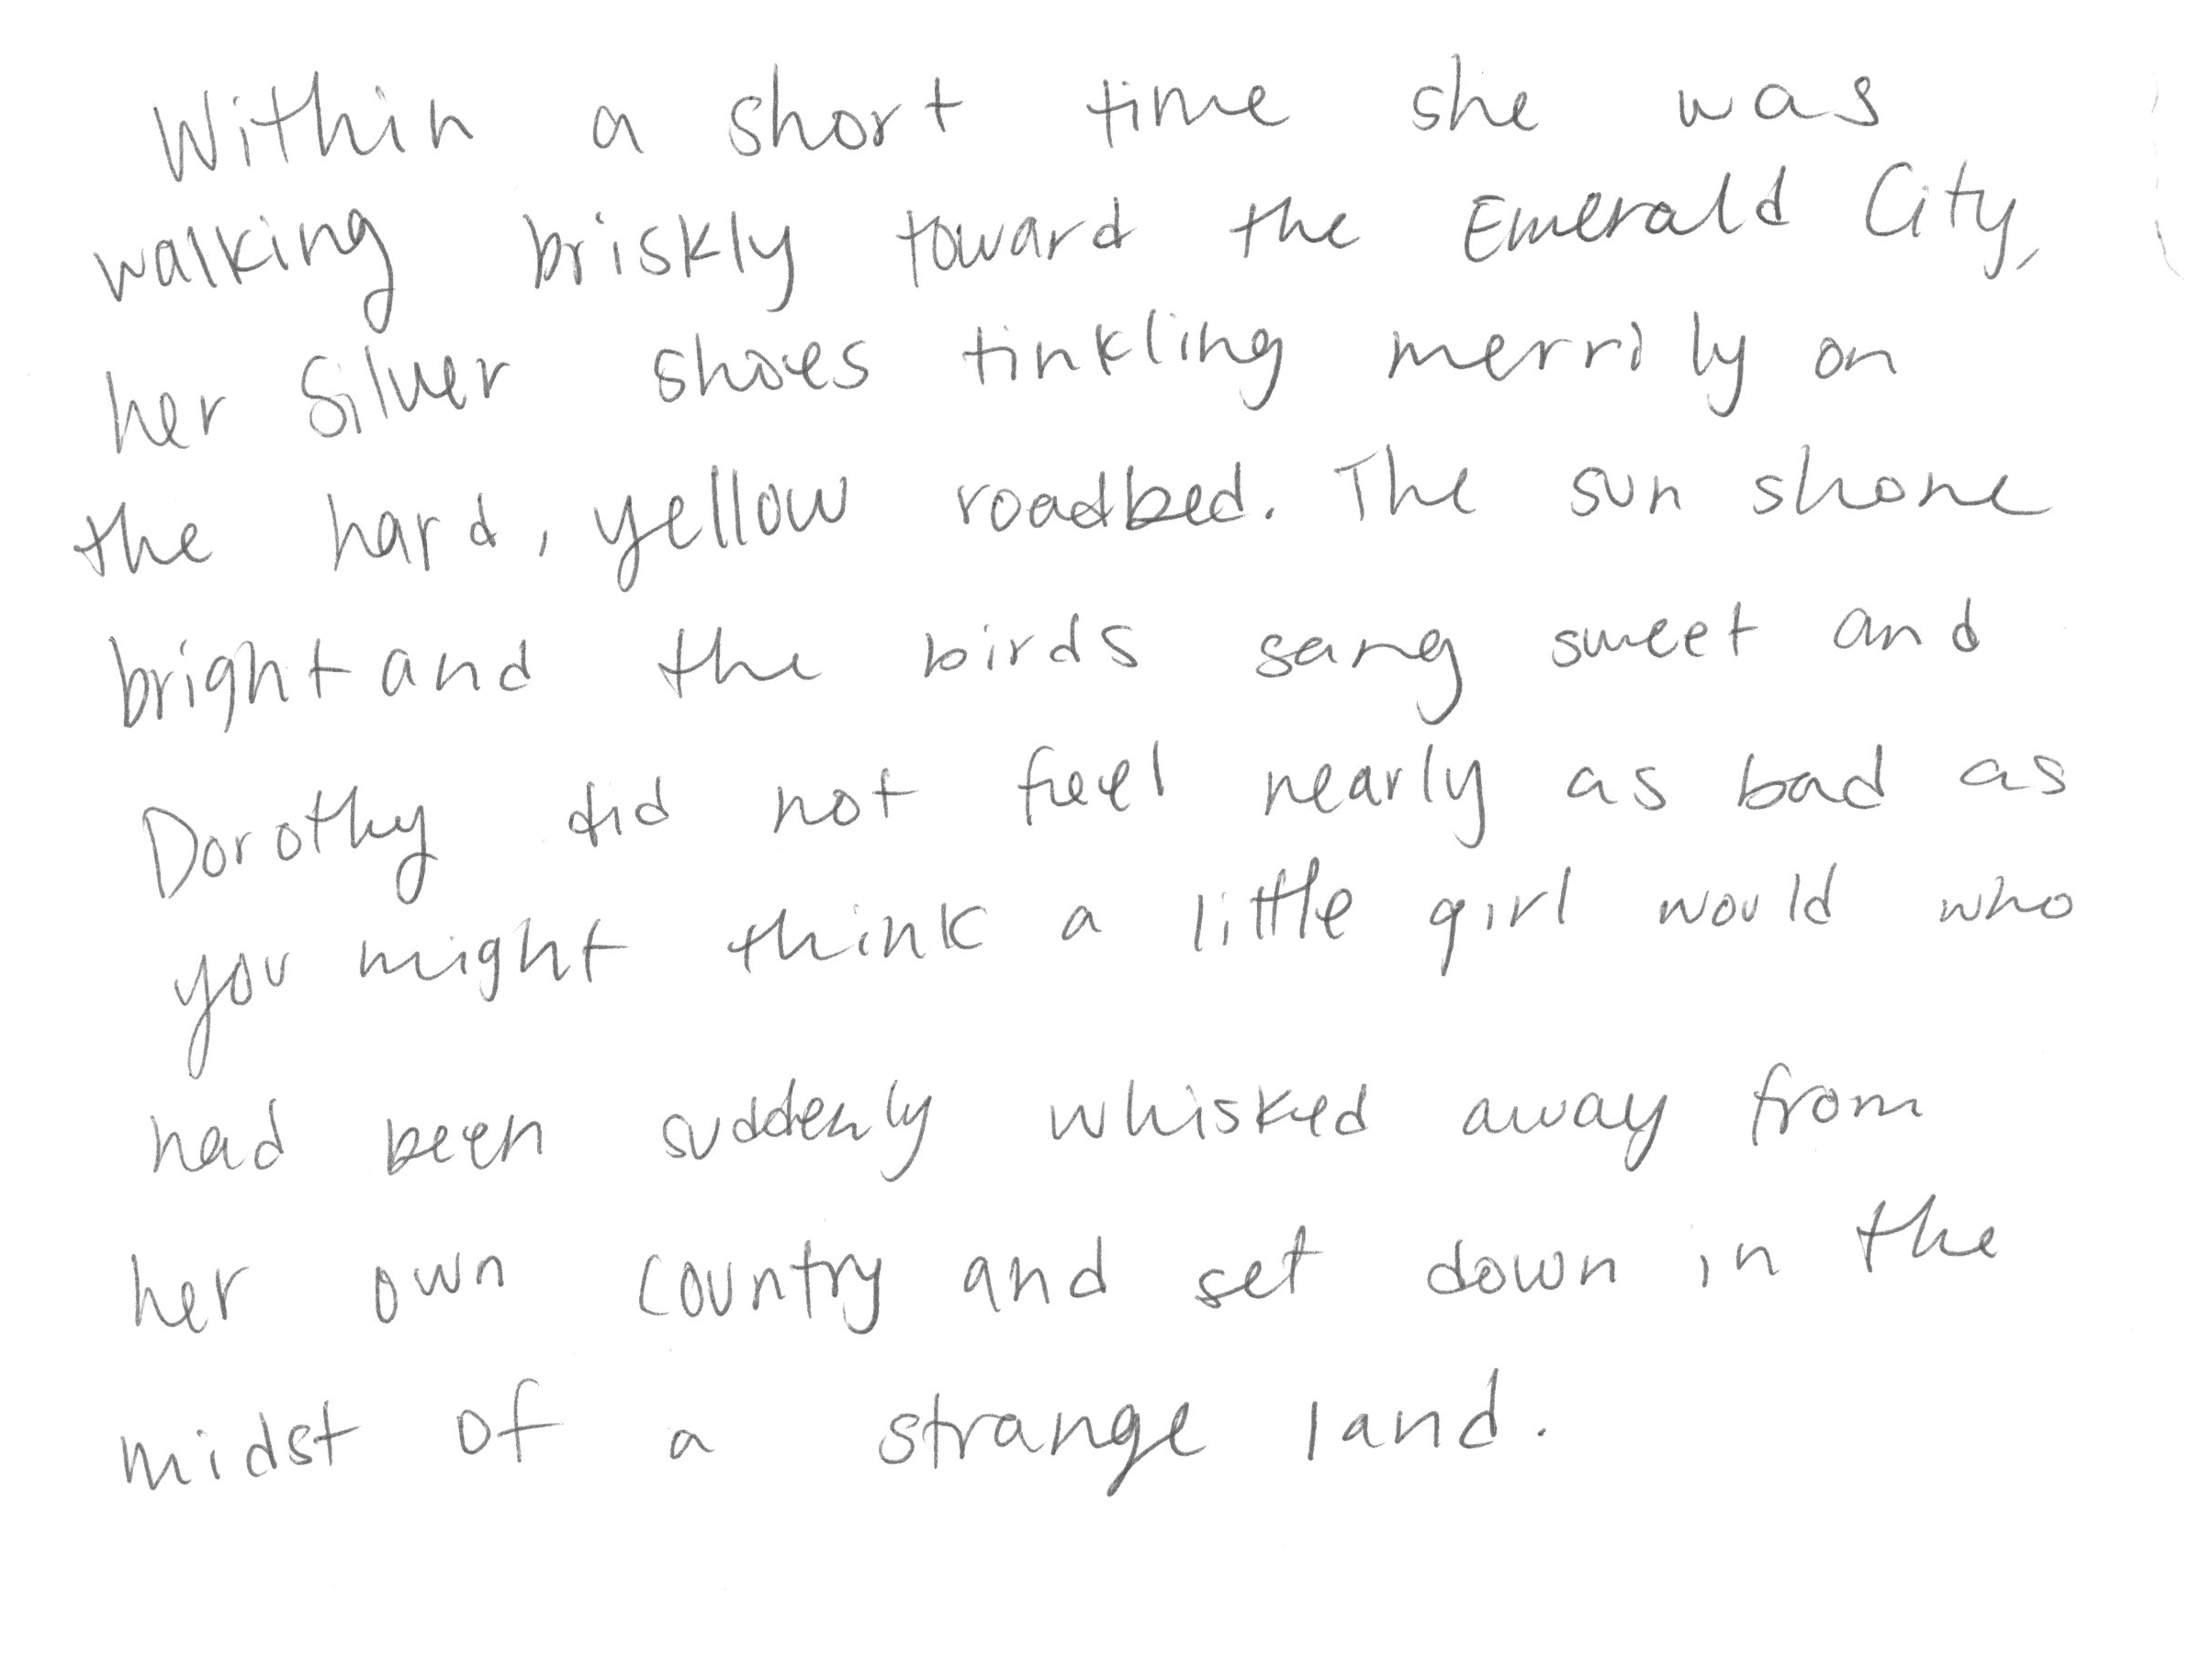 Within a short time she was
walking briskly toward the Emerald City,
her Silver shoes tinkling merrily on
the hard, yellow roadbed. The sun shone
bright and the birds sang sweet and
Dorothy did not feel nearly as bad as
you might think a little girl would who
had been suddenly whisked away from
her own country and set down in the
midst of a strange land.